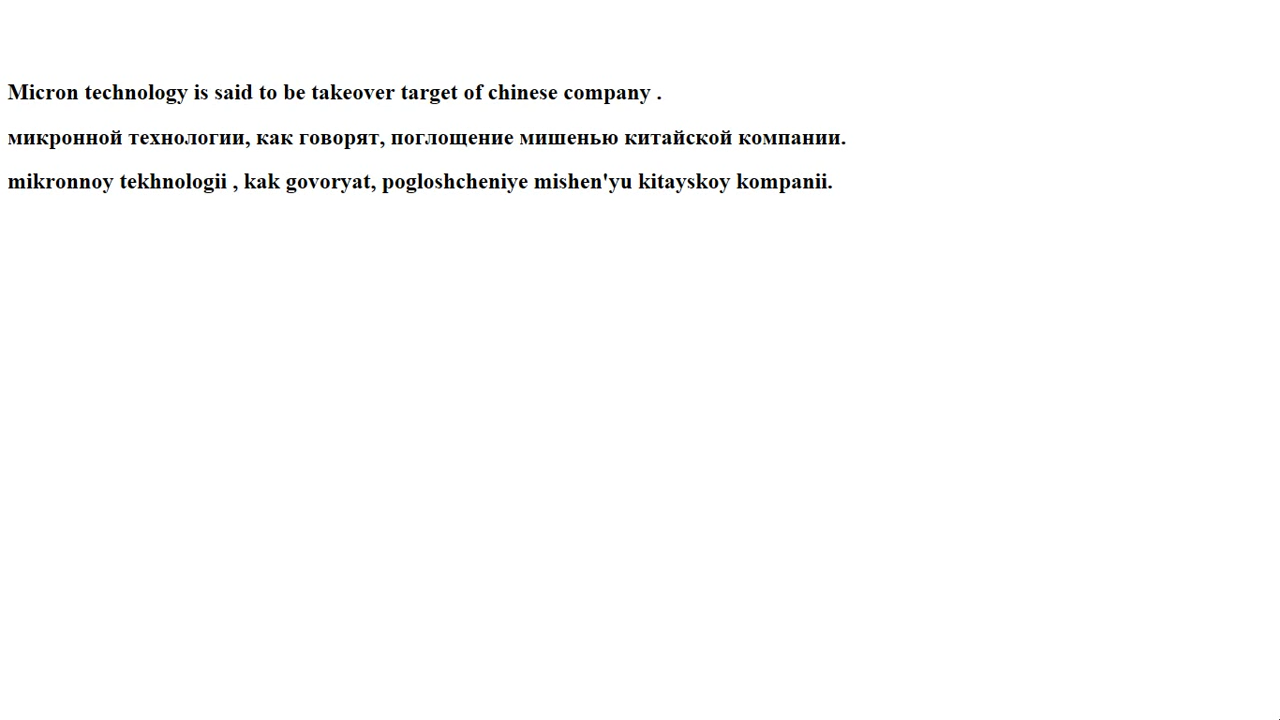 Micron technology is said to be takeover target of chinese company .
микронной технологии, как говорят, поглощение мишенью китайской компании.
mikronnoy tekhnologii , kak govoryat, pogloshcheniye mishen'yu kitayskoy kompanii.